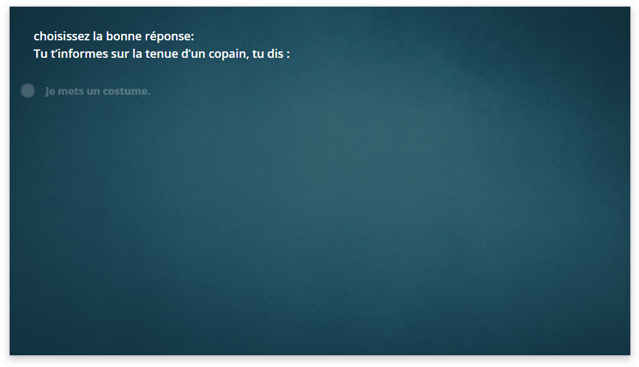 choisissez la bonne réponse:
Tu t’informes sur la tenue d’un copain, tu dis :
Je mets un costume.